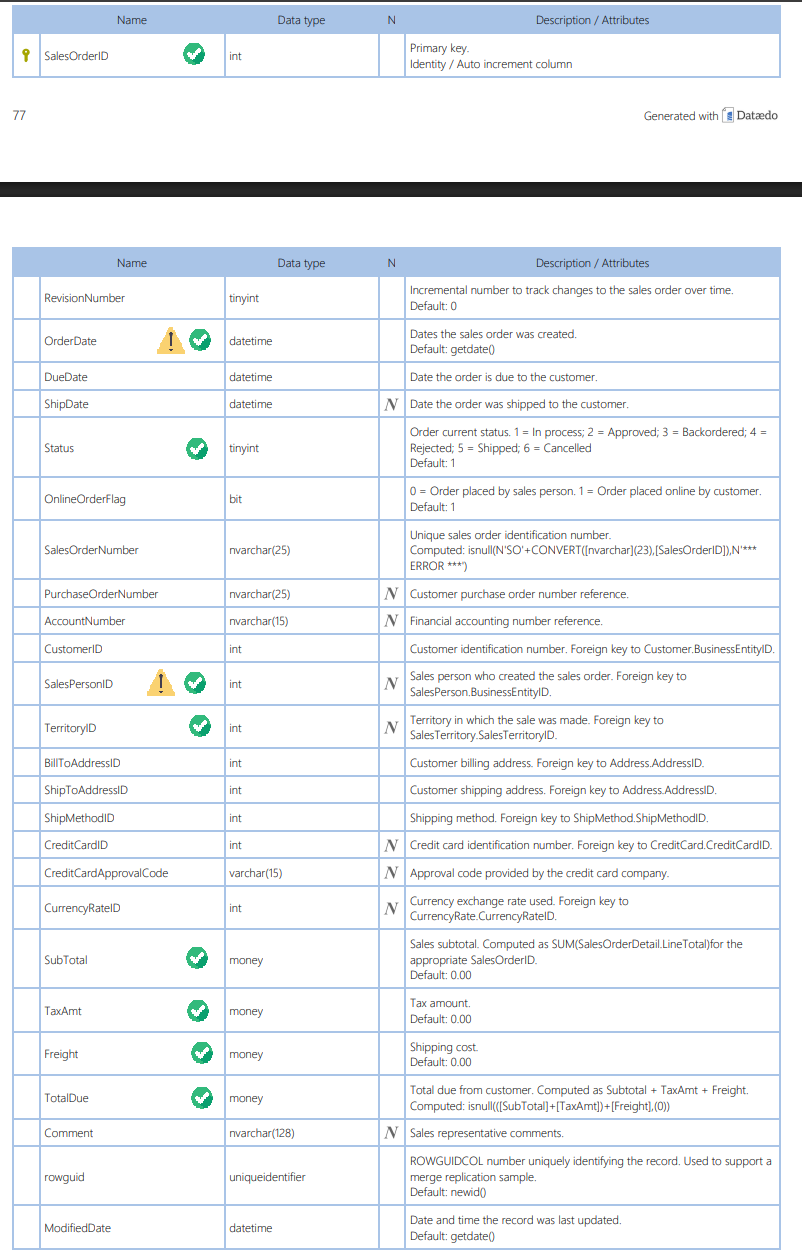 Name Data type N Description / Attributes
SalesOrderID int Primary key.
Identity / Auto increment column
77 Generated with Dataedo
Name Data type N Description / Attributes
RevisionNumber tinyint Incremental number to track changes to the sales order over time.
Default: 0
OrderDate datetime Dates the sales order was created.
Default: getdate()
DueDate datetime Date the order is due to the customer.
ShipDate datetime N Date the order was shipped to the customer.
Status tinyint Order current status. 1 = In process; 2 = Approved; 3 = Backordered; 4 =
Rejected; 5 = Shipped; 6 = Cancelled
Default: 1
OnlineOrderFlag bit 0 = Order placed by sales person. 1 = Order placed online by customer.
Default: 1
SalesOrderNumber nvarchar(25) Unique sales order identification number.
Computed: isnull(N'SO'+CONVERT([nvarchar](23),[SalesOrderID]),N'***
ERROR ***')
PurchaseOrderNumber nvarchar(25) N Customer purchase order number reference.
AccountNumber nvarchar(15) N Financial accounting number reference.
CustomerID int Customer identification number. Foreign key to Customer.BusinessEntityID.
SalesPersonID int N Sales person who created the sales order. Foreign key to
SalesPerson.BusinessEntityID.
TerritoryID int N Territory in which the sale was made. Foreign key to
SalesTerritory.SalesTerritoryID.
BillToAddressID int Customer billing address. Foreign key to Address.AddressID.
ShipToAddressID int Customer shipping address. Foreign key to Address.AddressID.
ShipMethodID int Shipping method. Foreign key to ShipMethod.ShipMethodID.
CreditCardID int N Credit card identification number. Foreign key to CreditCard.CreditCardID.
CreditCardApprovalCode varchar(15) N Approval code provided by the credit card company.
CurrencyRateID int N Currency exchange rate used. Foreign key to
CurrencyRate.CurrencyRateID.
SubTotal money Sales subtotal. Computed as SUM(SalesOrderDetail.LineTotal)for the
appropriate SalesOrderID.
Default: 0.00
TaxAmt money Tax amount.
Default: 0.00
Freight money Shipping cost.
Default: 0.00
TotalDue money Total due from customer. Computed as Subtotal + TaxAmt + Freight.
Computed: isnull(([SubTotal]+[TaxAmt])+[Freight],(0))
Comment nvarchar(128) N Sales representative comments.
rowguid uniqueidentifier ROWGUIDCOL number uniquely identifying the record. Used to support a
merge replication sample.
Default: newid()
ModifiedDate datetime Date and time the record was last updated.
Default: getdate()